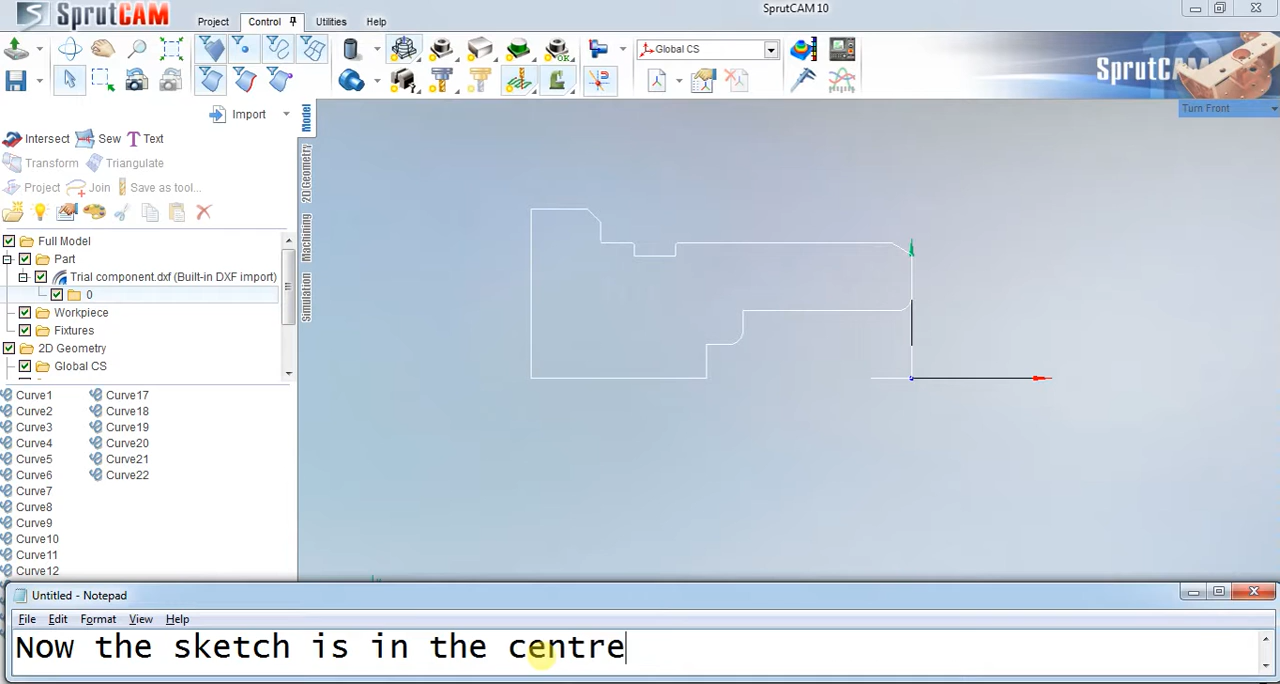 SprutCAM
Project
Control
Utilities
Help
SprutCAM 10
Global CS
SprutCAM
Turn Front
Import
Intersect
Sew
Text
Transform
Triangulate
Project
Join
Save as tool...
Full Model
Part
Trial component.dxf (Built-in DXF import)
0
Workpiece
Fixtures
2D Geometry
Global CS
Model
2D Geometry
Machining
Simulation
Curve1
Curve2
Curve3
Curve4
Curve5
Curve6
Curve7
Curve8
Curve9
Curve10
Curve11
Curve12
Curve17
Curve18
Curve19
Curve20
Curve21
Curve22
Untitled - Notepad
File Edit Format View Help
Now the sketch is in the centre